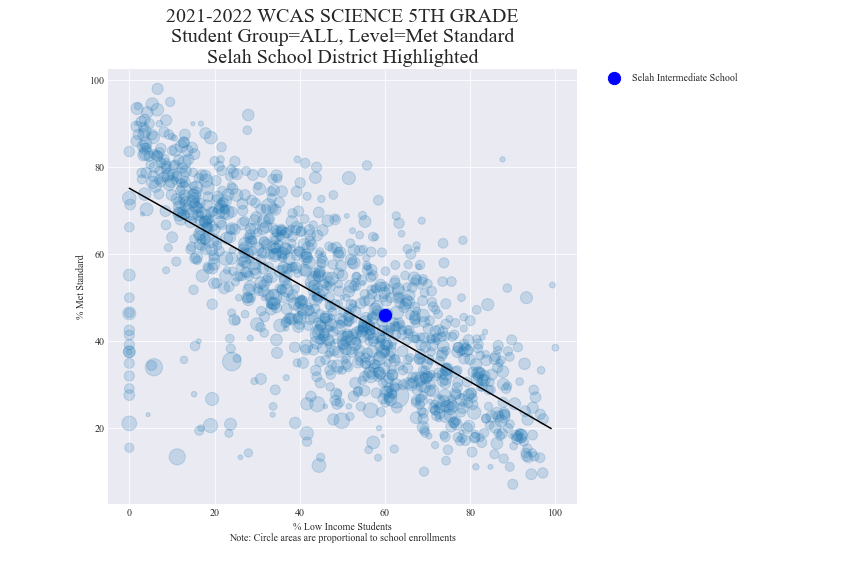 2021-2022 WCAS SCIENCE 5TH GRADE
Student Group=ALL, Level=Met Standard
Selah School District Highlighted
Selah Intermediate School
100
80
60
40
20
% Met Standard
0 20 40 60 80 100
% Low Income Students
Note: Circle areas are proportional to school enrollments